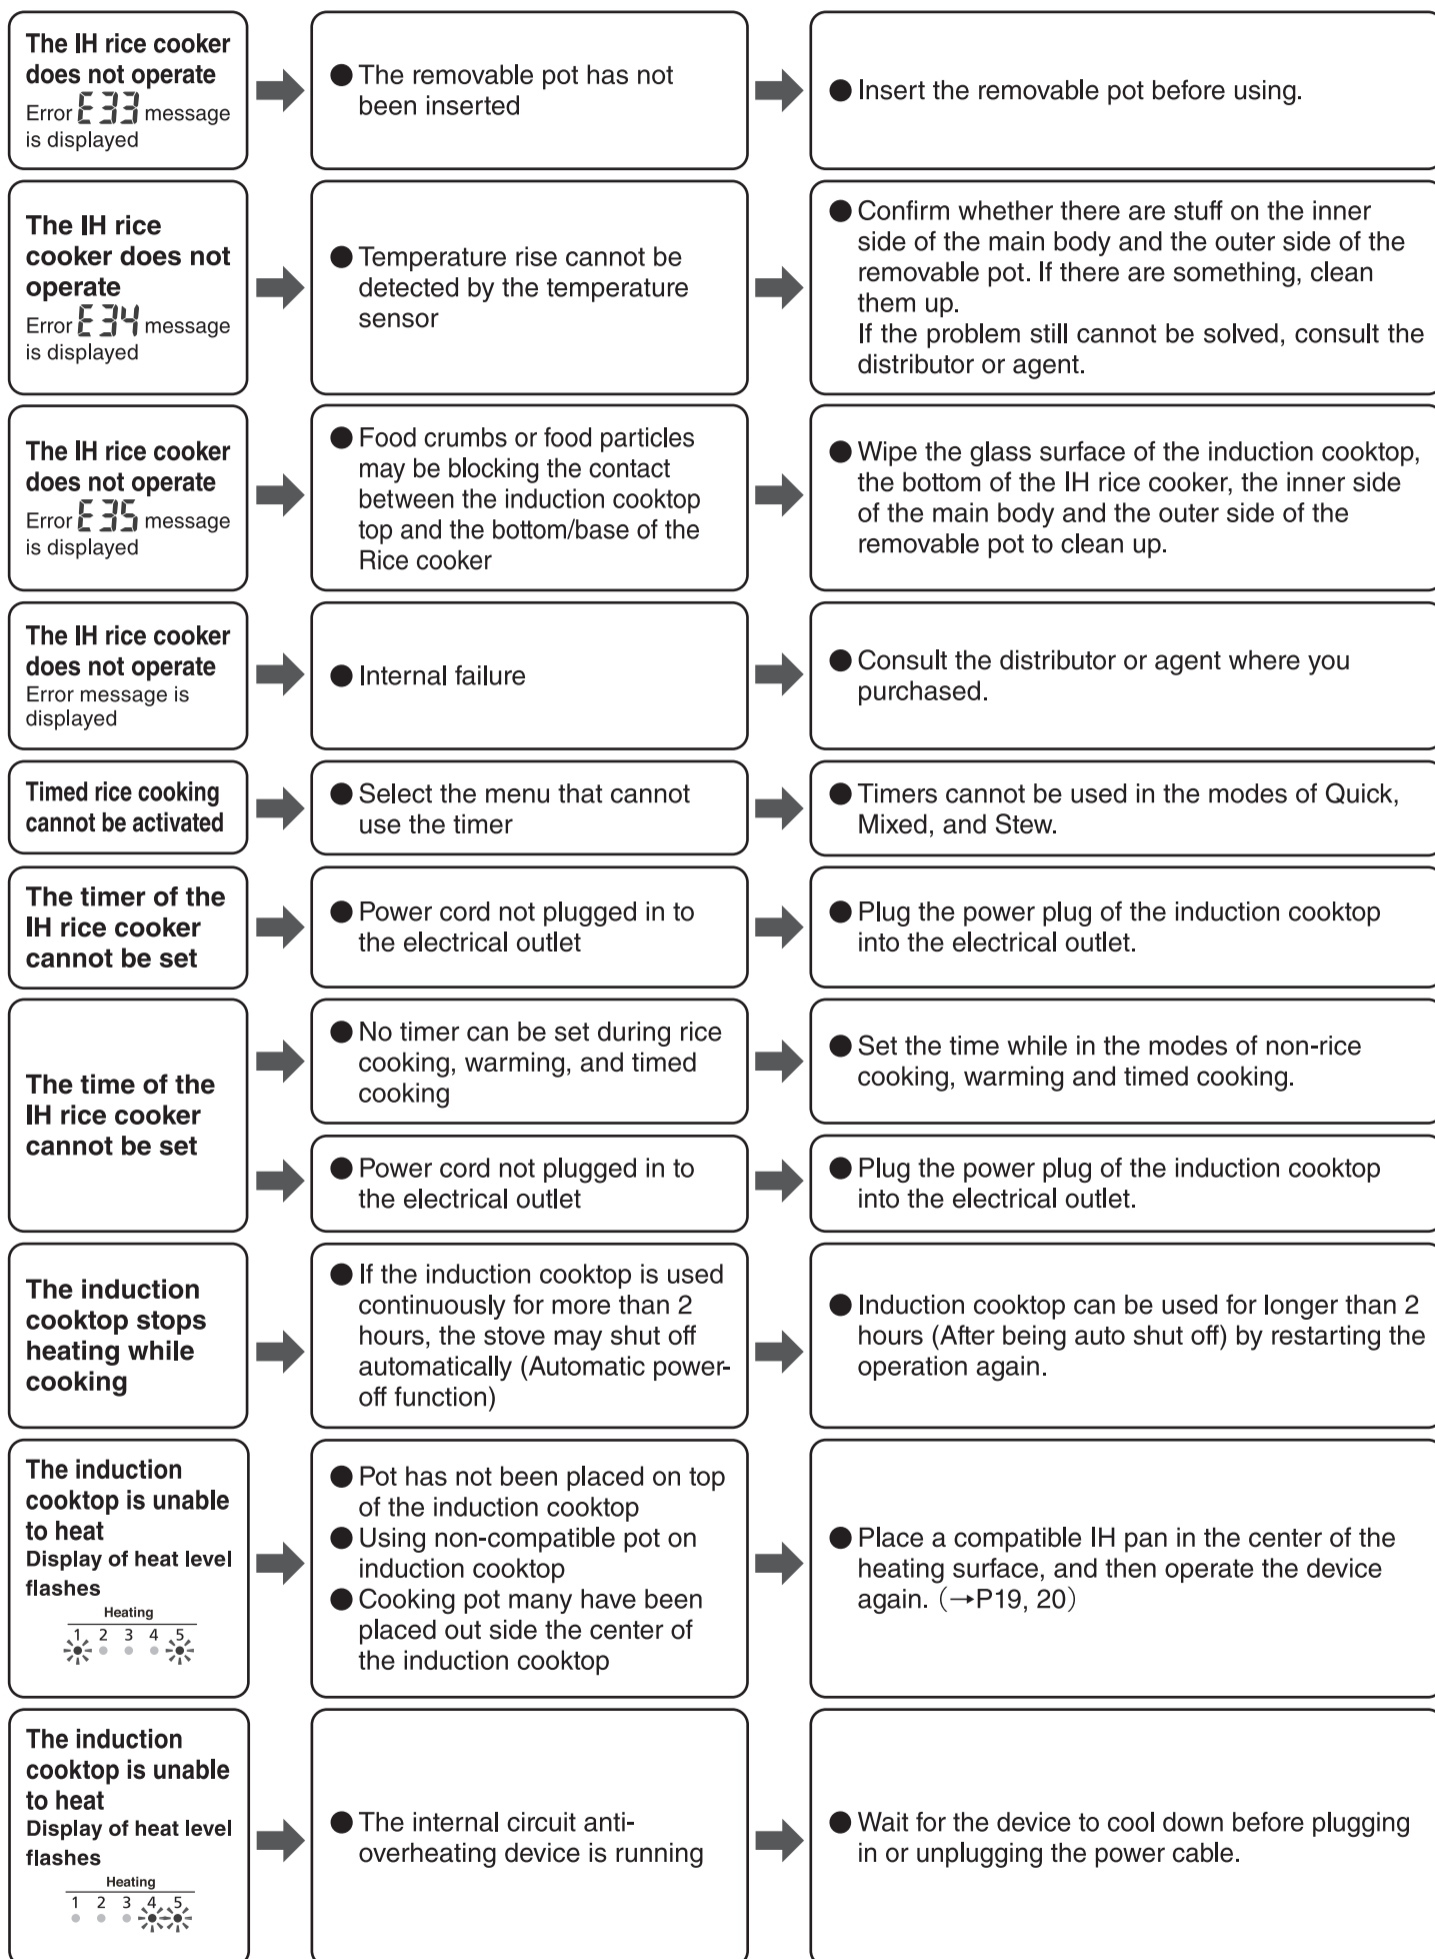 The IH rice cooker
does not operate
Error E33 message
is displayed
● The removable pot has not
been inserted
● Insert the removable pot before using.
The IH rice
cooker does not
operate
Error E34 message
is displayed
● Temperature rise cannot be
detected by the temperature
sensor
● Confirm whether there are stuff on the inner
side of the main body and the outer side of the
removable pot. If there are something, clean
them up.
If the problem still cannot be solved, consult the
distributor or agent.
The IH rice cooker
does not operate
Error E35 message
is displayed
● Food crumbs or food particles
may be blocking the contact
between the induction cooktop
top and the bottom/base of the
Rice cooker
● Wipe the glass surface of the induction cooktop,
the bottom of the IH rice cooker, the inner side
of the main body and the outer side of the
removable pot to clean up.
The IH rice cooker
does not operate
Error message is
displayed
● Internal failure
● Consult the distributor or agent where you
purchased.
Timed rice cooking
cannot be activated
● Select the menu that cannot
use the timer
● Timers cannot be used in the modes of Quick,
Mixed, and Stew.
The timer of the
IH rice cooker
cannot be set
● Power cord not plugged in to
the electrical outlet
● Plug the power plug of the induction cooktop
into the electrical outlet.
The time of the
IH rice cooker
cannot be set
● No timer can be set during rice
cooking, warming, and timed
cooking
● Set the time while in the modes of non-rice
cooking, warming and timed cooking.
● Power cord not plugged in to
the electrical outlet
● Plug the power plug of the induction cooktop
into the electrical outlet.
The induction
cooktop stops
heating while
cooking
● If the induction cooktop is used
continuously for more than 2
hours, the stove may shut off
automatically (Automatic power-
off function)
● Induction cooktop can be used for longer than 2
hours (After being auto shut off) by restarting the
operation again.
The induction
cooktop is unable
to heat
Display of heat level
flashes
Heating
1 2 3 4 5
● Pot has not been placed on top
of the induction cooktop
● Using non-compatible pot on
induction cooktop
● Cooking pot many have been
placed out side the center of
the induction cooktop
● Place a compatible IH pan in the center of the
heating surface, and then operate the device
again. (→P19, 20)
The induction
cooktop is unable
to heat
Display of heat level
flashes
Heating
1 2 3 4 5
● The internal circuit anti-
overheating device is running
● Wait for the device to cool down before plugging
in or unplugging the power cable.